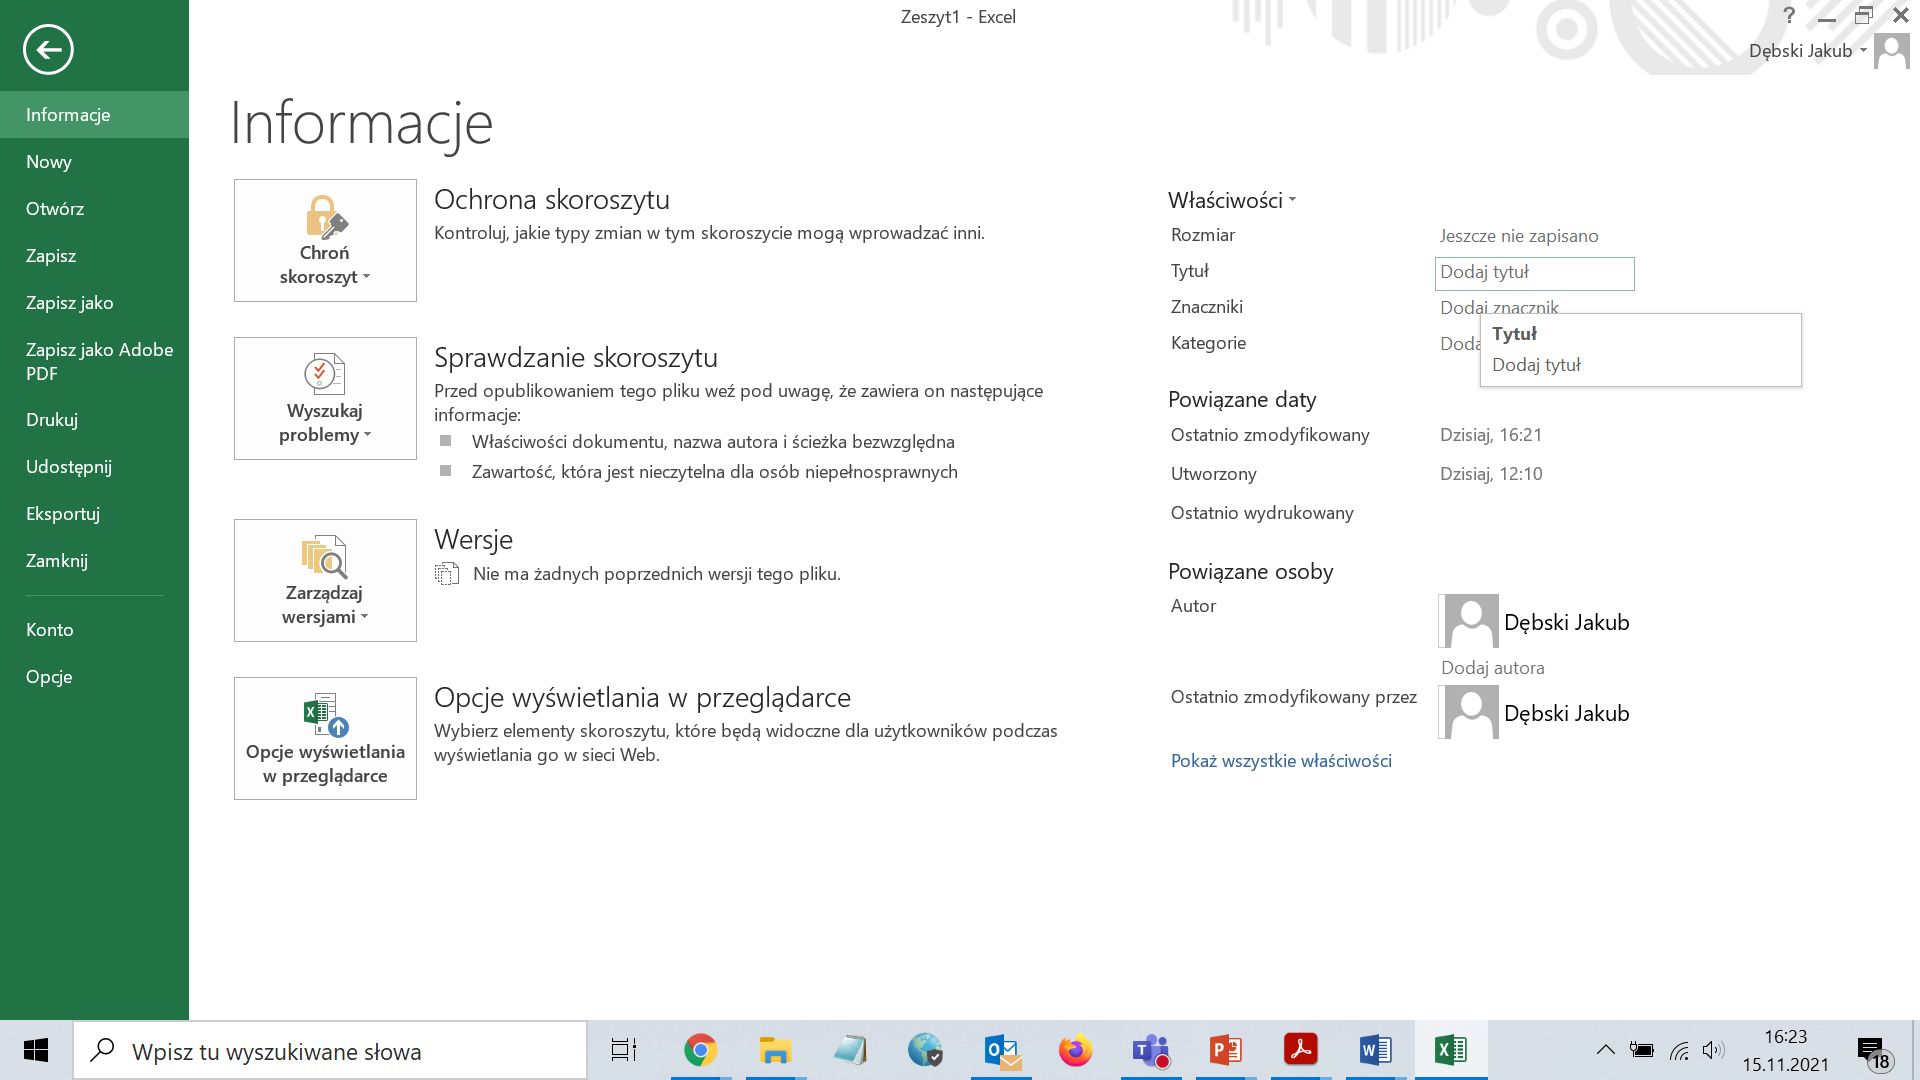 Zeszyt1 - Excel
?
Dębski Jakub
Informacje
Nowy
Otwórz
Zapisz
Zapisz jako
Zapisz jako Adobe
PDF
Drukuj
Udostępnij
Eksportuj
Zamknij
Konto
Opcje
Informacje
Chroń
skoroszyt
Ochrona skoroszytu
Kontroluj, jakie typy zmian w tym skoroszycie mogą wprowadzać inni.
Wyszukaj
problemy
Sprawdzanie skoroszytu
Przed opublikowaniem tego pliku weź pod uwagę, że zawiera on następujące
informacje:
Właściwości dokumentu, nazwa autora i ścieżka bezwzględna
Zawartość, która jest nieczytelna dla osób niepełnosprawnych
Zarządzaj
wersjami
Wersje
Nie ma żadnych poprzednich wersji tego pliku.
Opcje wyświetlania
w przeglądarce
Opcje wyświetlania w przeglądarce
Wybierz elementy skoroszytu, które będą widoczne dla użytkowników podczas
wyświetlania go w sieci Web.
Właściwości
Rozmiar Jeszcze nie zapisano
Tytuł Dodaj tytuł
Znaczniki Dodaj znacznik
Kategorie
Tytuł
Dodaj tytuł
Powiązane daty
Ostatnio zmodyfikowany Dzisiaj, 16:21
Utworzony Dzisiaj, 12:10
Ostatnio wydrukowany
Powiązane osoby
Autor Dębski Jakub
Dodaj autora
Ostatnio zmodyfikowany przez Dębski Jakub
Pokaż wszystkie właściwości
Wpisz tu wyszukiwane słowa
16:23
15.11.2021
18